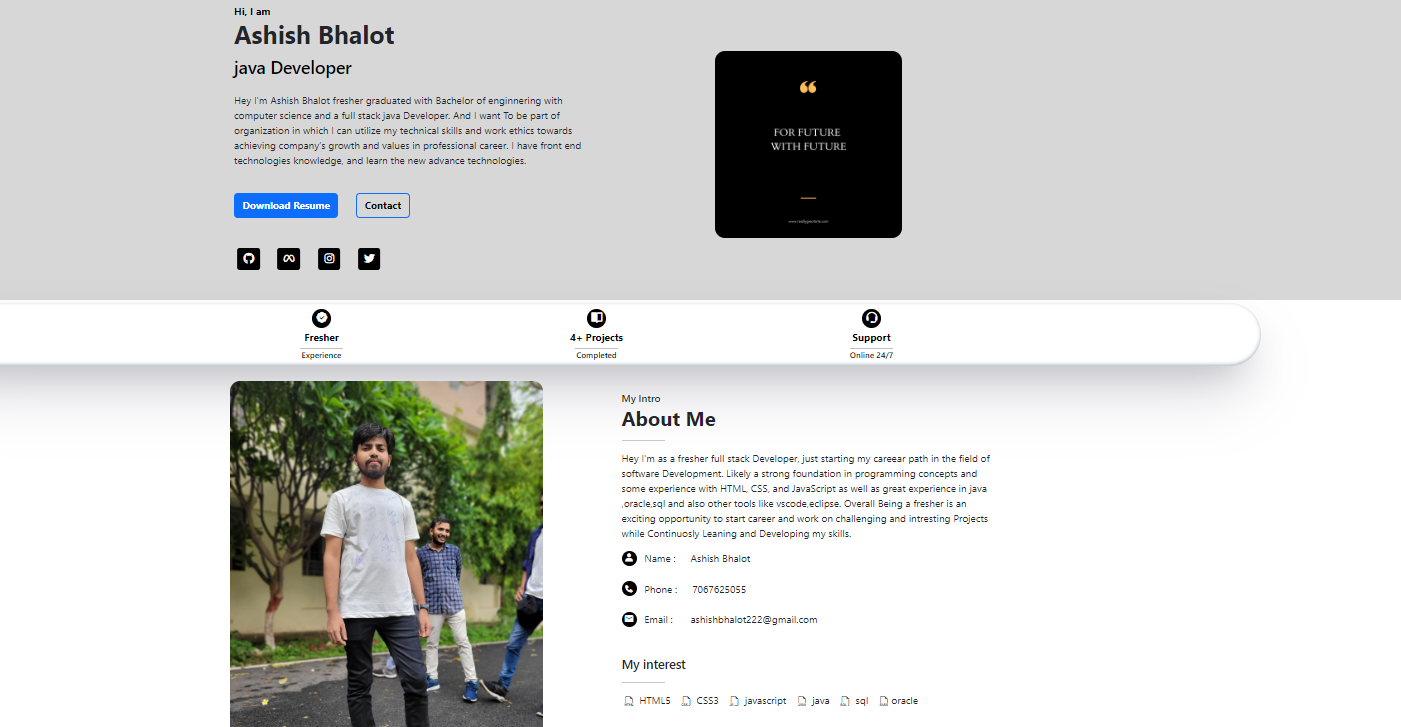 Hi, I am
Ashish Bhalot
java Developer
Hey I'm Ashish Bhalot fresher graduated with Bachelor of enginnering with
computer science and a full stack java Developer. And I want To be part of
organization in which I can utilize my technical skills and work ethics towards
achieving company's growth and values in professional career. I have front end
technologies knowledge, and learn the new advance technologies.
Download Resume
Contact
“
FOR FUTURE
WITH FUTURE
Fresher
Experience
4+ Projects
Completed
Support
Online 24/7
My Intro
About Me
Hey I'm as a fresher full stack Developer, just starting my careear path in the field of
software Development. Likely a strong foundation in programming concepts and
some experience with HTML, CSS, and JavaScript as well as great experience in java
,oracle,sql and also other tools like vscode,eclipse. Overall Being a fresher is an
exciting opportunity to start career and work on challenging and intresting Projects
while Continuosly Leaning and Developing my skills.
Name : Ashish Bhalot
Phone : 7067625055
Email : ashishbhalot222@gmail.com
My interest
HTML5 CSS3 javascript java sql oracle